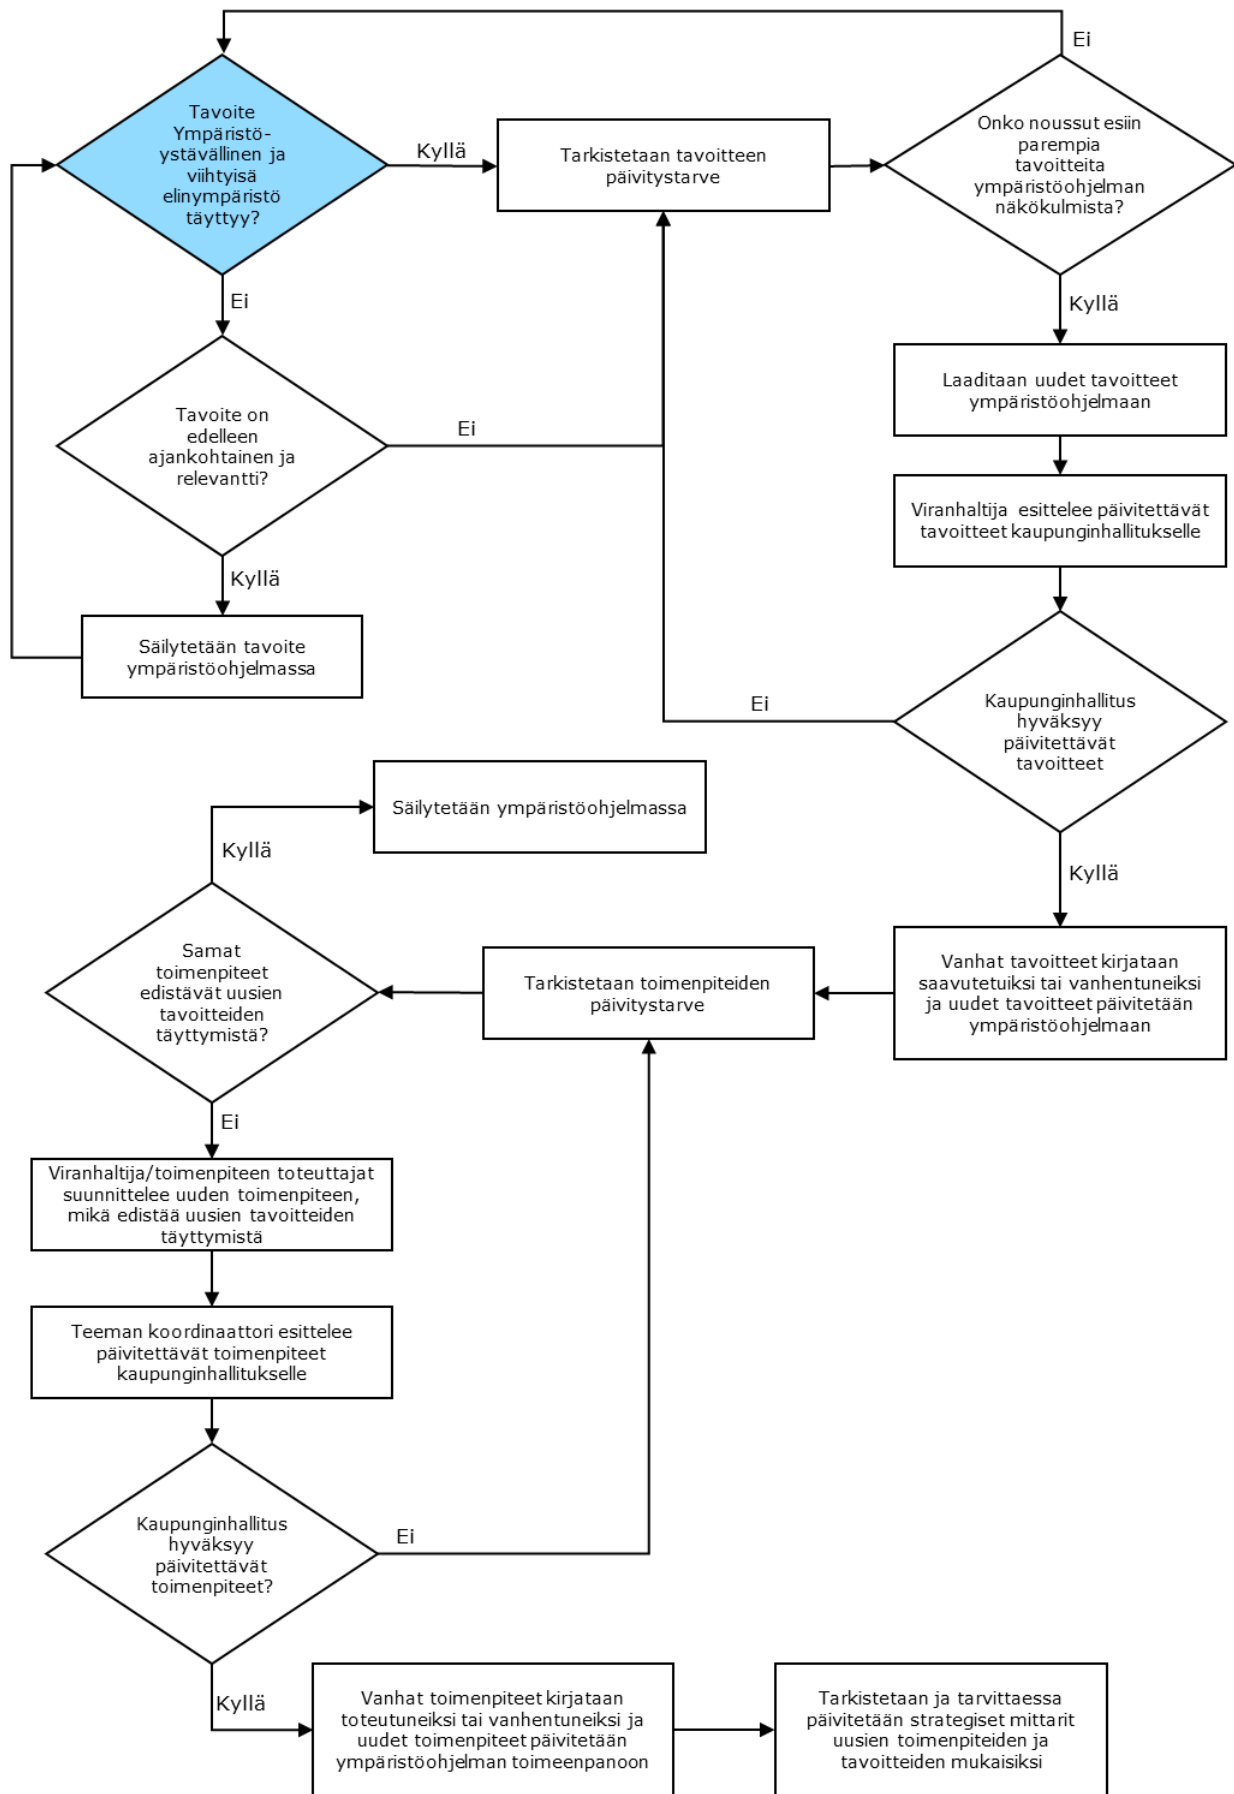 Ei
Tavoite
Ympäristö-
ystävällinen ja
viihtyisä
elinympäristö
täyttyy?
Kyllä
Tarkistetaan tavoitteen
päivitystarve
Onko noussut esiin
parempia
tavoitteita
ympäristöohjelman
näkökulmista?
Ei
Kyllä
Tavoite on
edelleen
ajankohtainen ja
relevantti?
Ei
Laaditaan uudet tavoitteet
ympäristöohjelmaan
Viranhaltija esittelee päivitettävät
tavoitteet kaupunginhallitukselle
Kyllä
Säilytetään tavoite
ympäristöohjelmassa
Ei
Kaupunginhallitus
hyväksyy
päivitettävät
tavoitteet
Säilytetään ympäristöohjelmassa
Kyllä
Kyllä
Samat
toimenpiteet
edistävät uusien
tavoitteiden
täyttymistä?
Tarkistetaan toimenpiteiden
päivitystarve
Vanhat tavoitteet kirjataan
saavutetuiksi tai vanhentuneiksi
ja uudet tavoitteet päivitetään
ympäristöohjelmaan
Ei
Viranhaltija/toimenpiteen toteuttajat
suunnittelee uuden toimenpiteen,
mikä edistää uusien tavoitteiden
täyttymistä
Teeman koordinaattori esittelee
päivitettävät toimenpiteet
kaupunginhallitukselle
Kaupunginhallitus
hyväksyy
päivitettävät
toimenpiteet?
Ei
Kyllä
Vanhat toimenpiteet kirjataan
toteutuneiksi tai vanhentuneiksi ja
uudet toimenpiteet päivitetään
ympäristöohjelman toimeenpanoon
Tarkistetaan ja tarvittaessa
päivitetään strategiset mittarit
uusien toimenpiteiden ja
tavoitteiden mukaisiksi